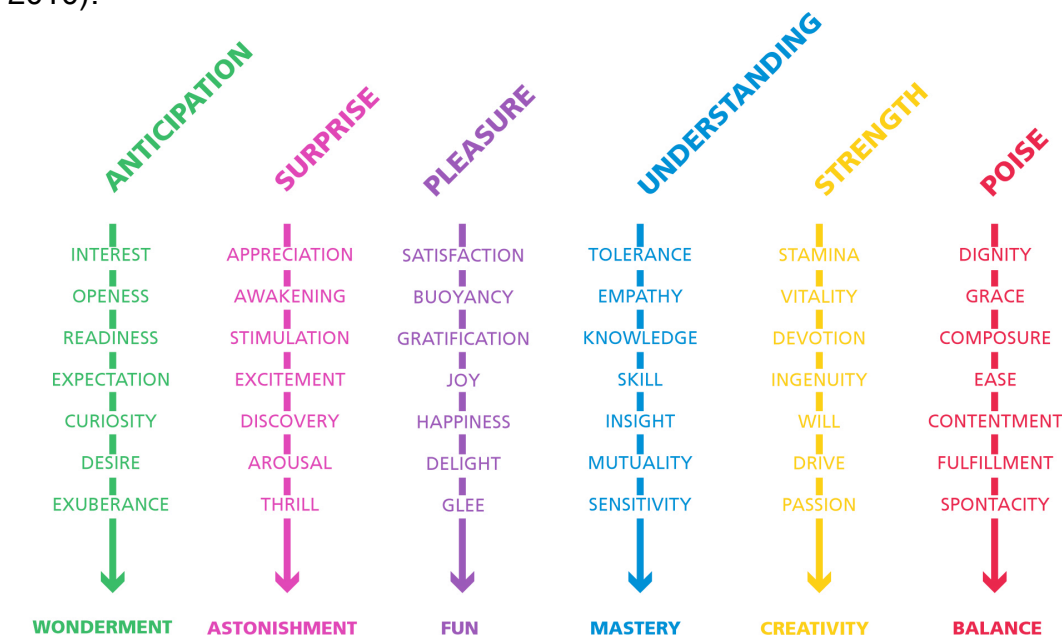 ANTICIPATION SURPRISE PLEASURE UNDERSTANDING STRENGTH POISE
INTEREST APPRECIATION SATISFACTION TOLERANCE STAMINA DIGNITY
OPENESS AWAKENING BUOYANCY EMPATHY VITALITY GRACE
READINESS STIMULATION GRATIFICATION KNOWLEDGE DEVOTION COMPOSURE
EXPECTATION EXCITEMENT JOY SKILL INGENUITY EASE
CURIOSITY DISCOVERY HAPPINESS INSIGHT WILL CONTENTMENT
DESIRE AROUSAL DELIGHT MUTUALITY DRIVE FULFILLMENT
EXUBERANCE THRILL GLEE SENSITIVITY PASSION SPONTACITY
WONDERMENT ASTONISHMENT FUN MASTERY CREATIVITY BALANCE